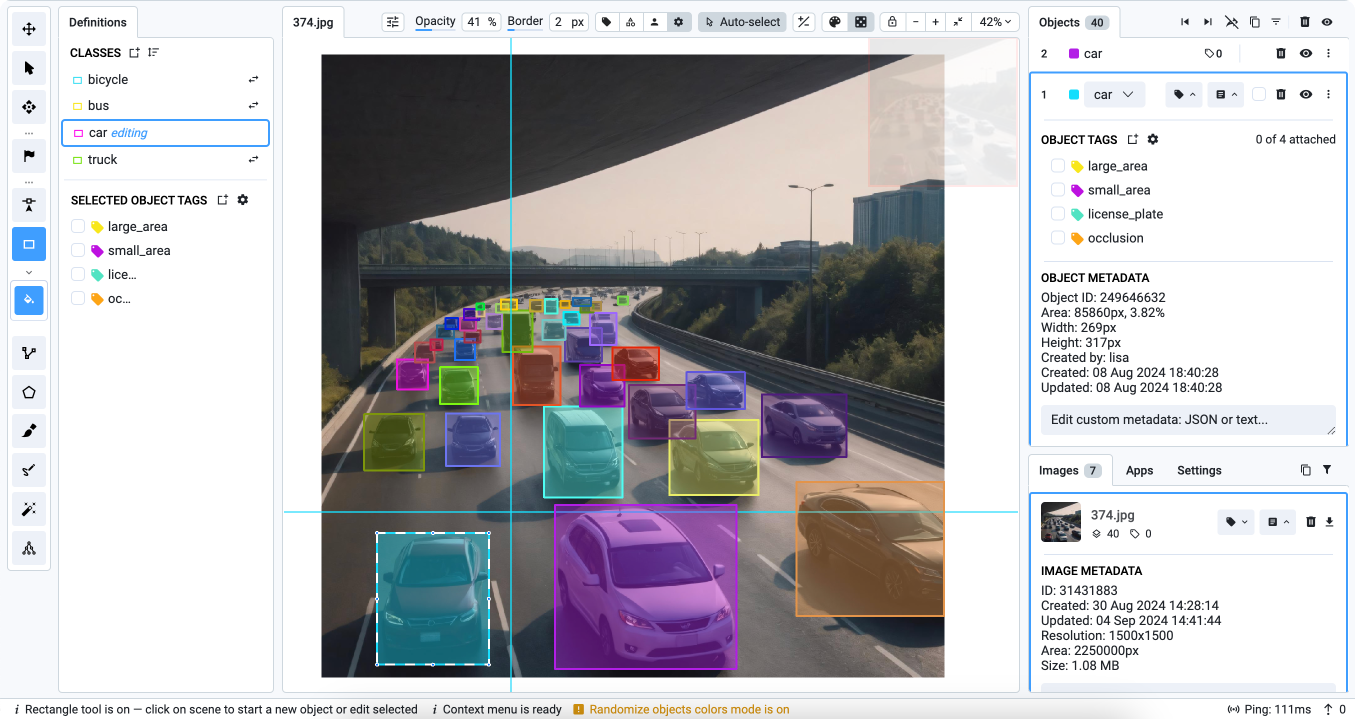 Definitions
CLASSES
bicycle
bus
car editing
truck
SELECTED OBJECT TAGS
large_area
small_area
lice...
oc...
374.jpg
Opacity 41 % Border 2 px Auto-select 42%
Objects 40
2 car 0
1 car
OBJECT TAGS 0 of 4 attached
large_area
small_area
license_plate
occlusion
OBJECT METADATA
Object ID: 249646632
Area: 85860px, 3.82%
Width: 269px
Height: 317px
Created by: lisa
Created: 08 Aug 2024 18:40:28
Updated: 08 Aug 2024 18:40:28
Edit custom metadata: JSON or text...
Images 7 Apps Settings
374.jpg
40 0
IMAGE METADATA
ID: 31431883
Created: 30 Aug 2024 14:28:14
Updated: 04 Sep 2024 14:41:44
Resolution: 1500x1500
Area: 2250000px
Size: 1.08 MB
i Rectangle tool is on — click on scene to start a new object or edit selected i Context menu is ready Randomize objects colors mode is on Ping: 111ms 0